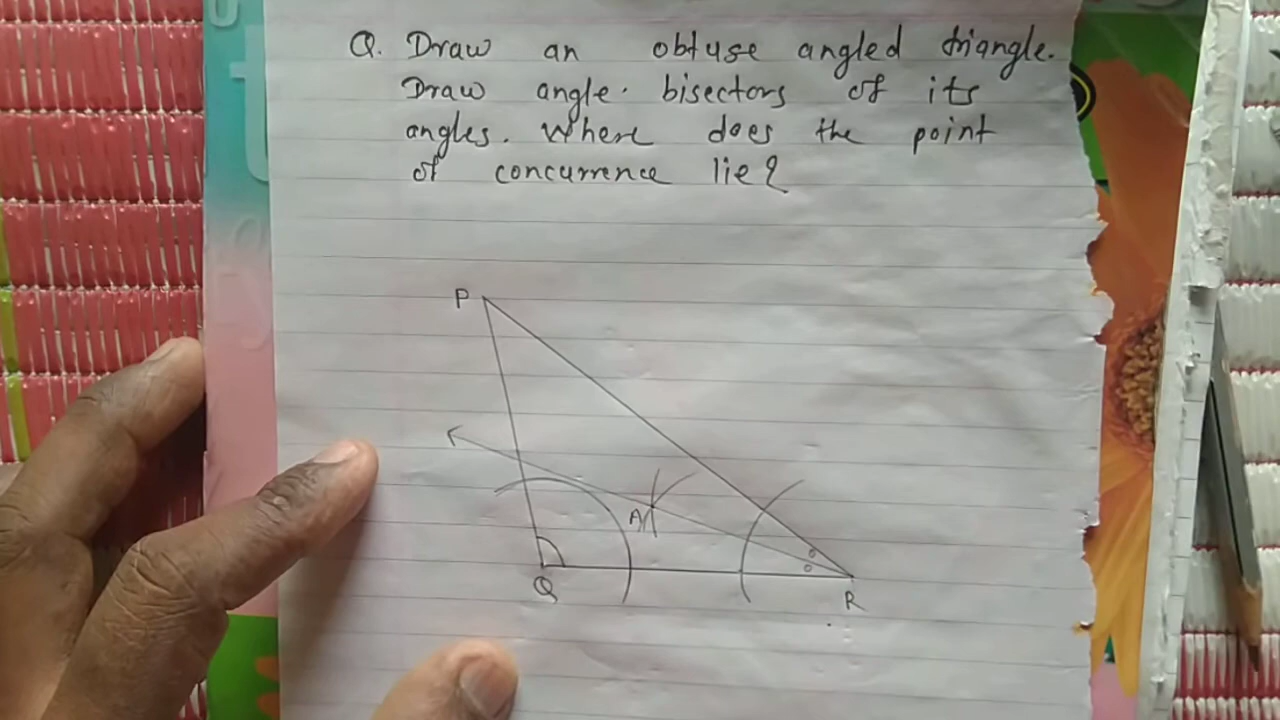 Q. Draw an obtuse angled triangle.
Draw angle bisectors of its
angles. Where does the point
of concurrence lie?
P
A
Q
R